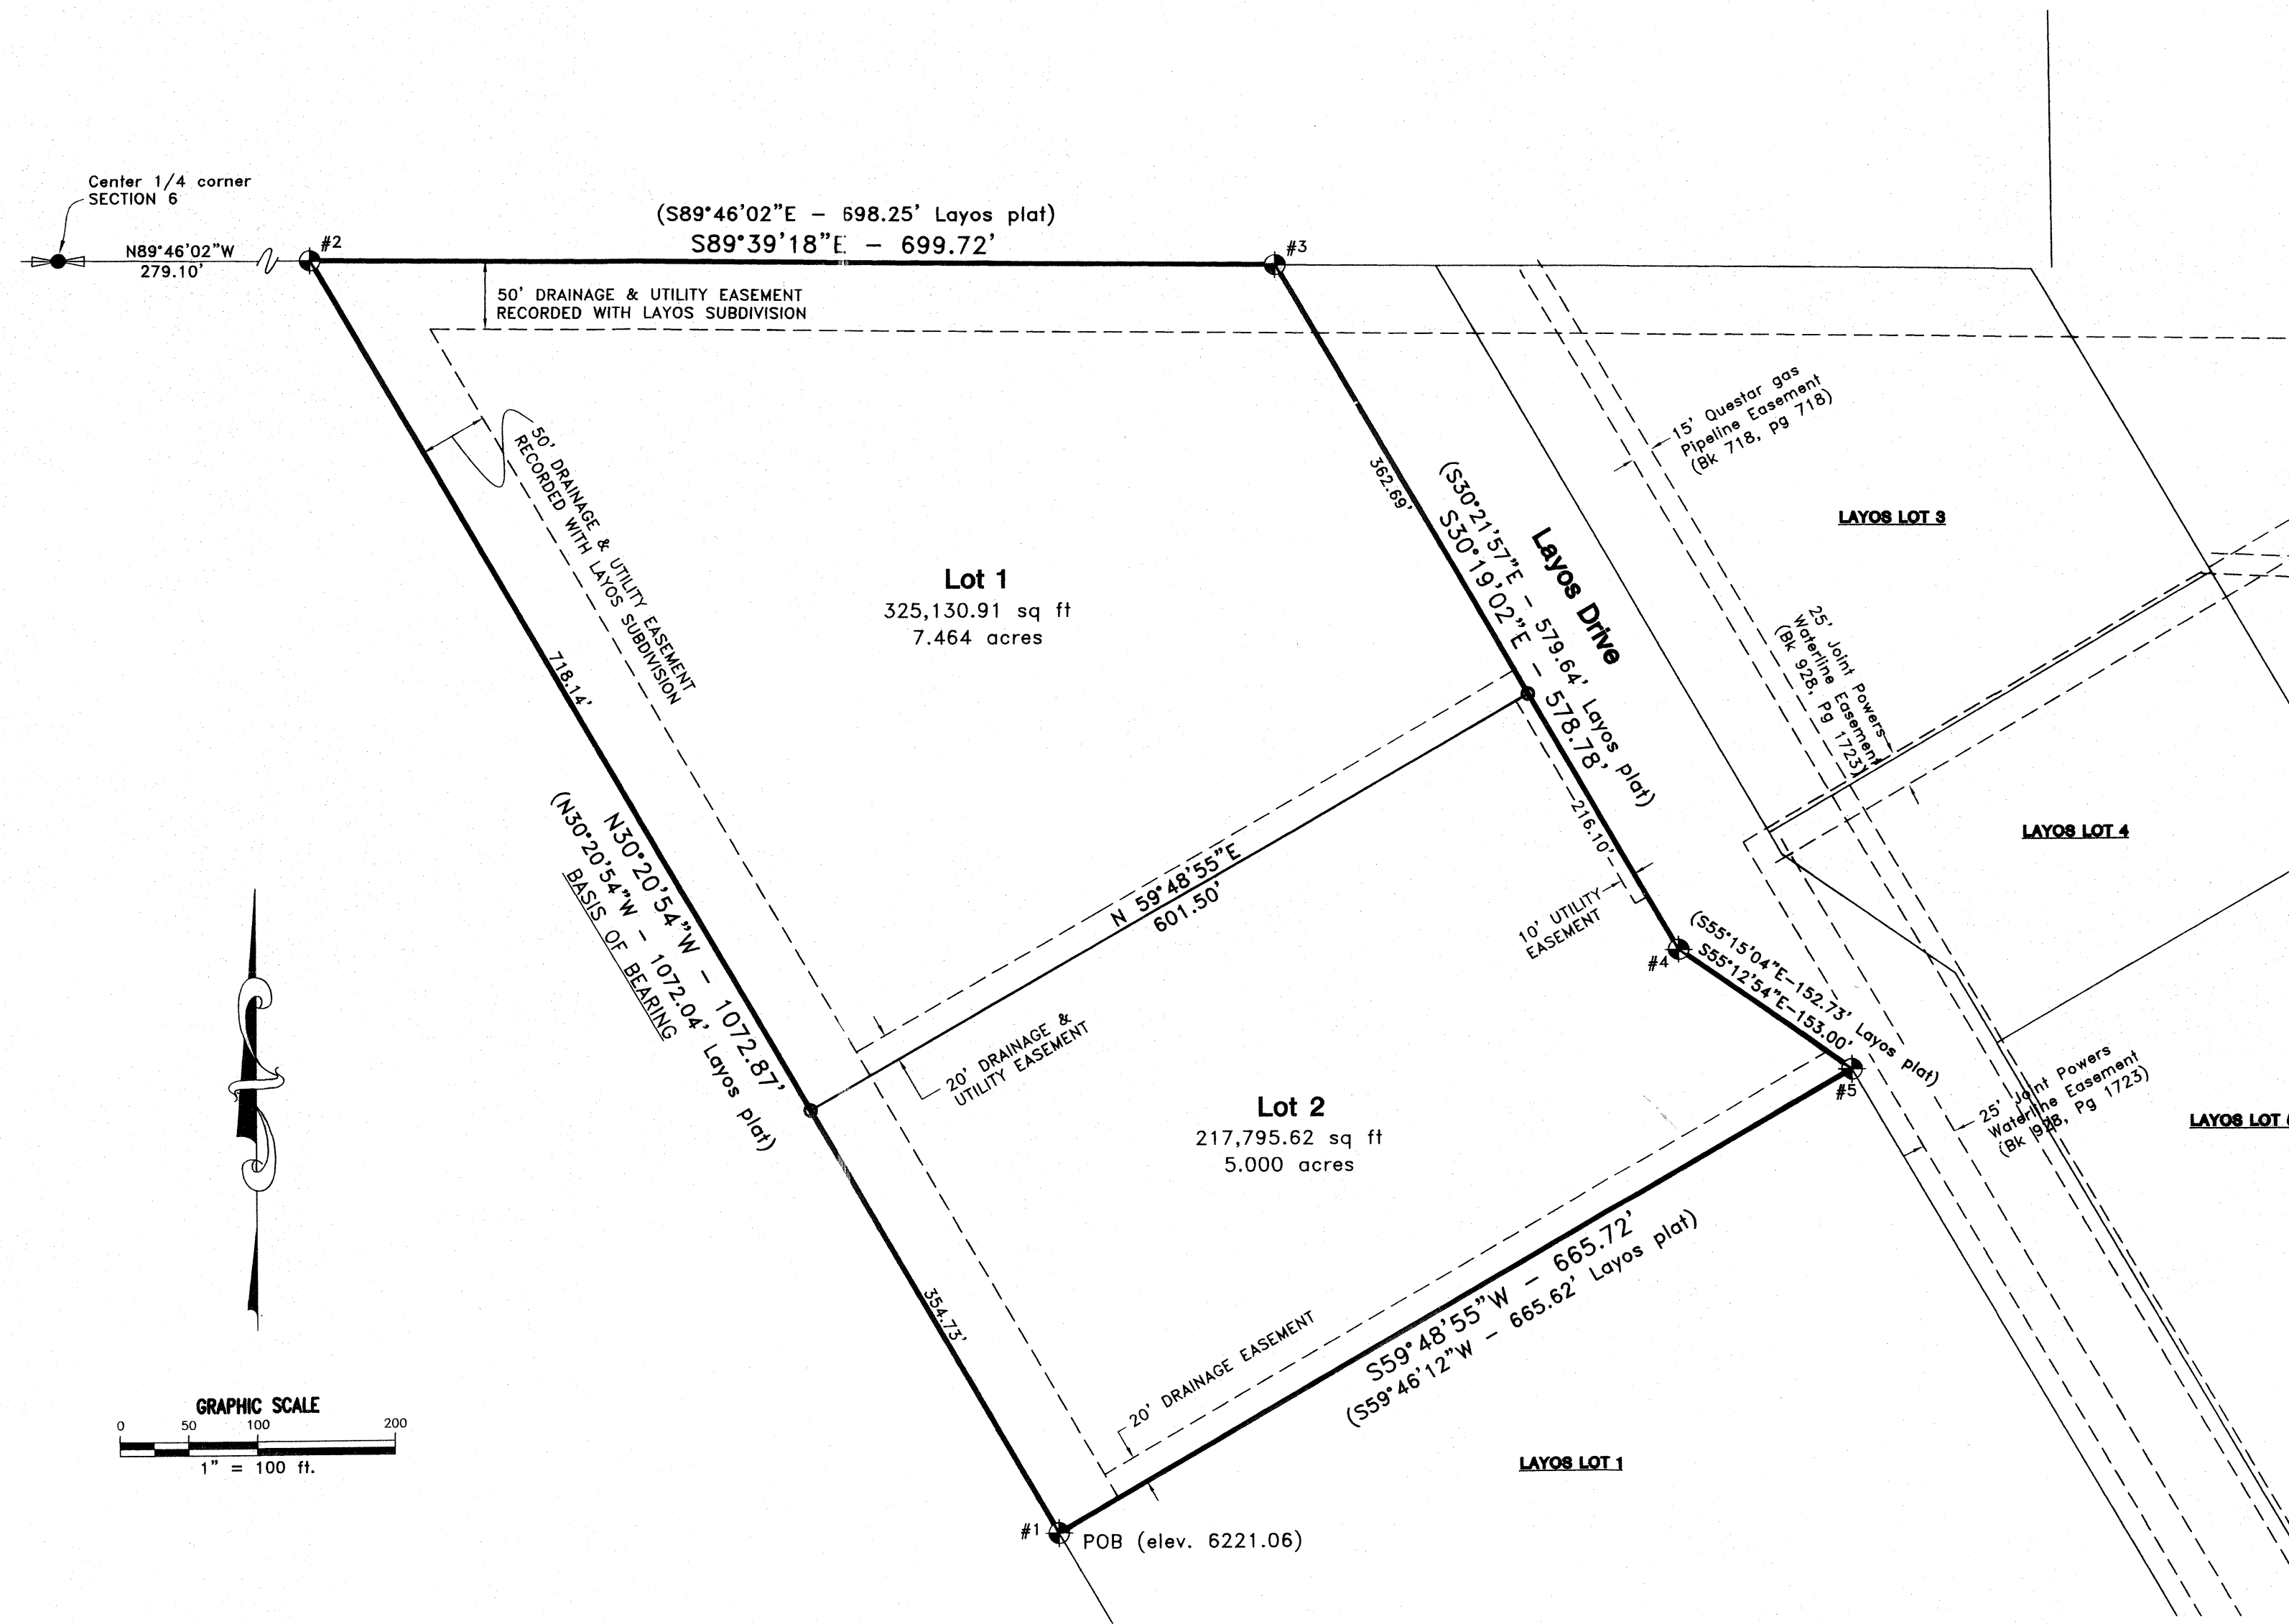 Center 1/4 corner
SECTION 6
N89°46'02"W
279.10'
#2
(S89°46'02"E – 698.25' Layos plat)
S89°39'18"E – 699.72'
#3
50' DRAINAGE & UTILITY EASEMENT
RECORDED WITH LAYOS SUBDIVISION
50' DRAINAGE & UTILITY EASEMENT
RECORDED WITH LAYOS SUBDIVISION
15' Questar gas
Pipeline Easement
(Bk 718, pg 718)
362.69'
(S30°21'57"E – 579.64' Layos plat)
S30°19'02"E – 578.78'
Layos Drive
LAYOS LOT 3
Lot 1
325,130.91 sq ft
7.464 acres
718.14'
25' Joint Powers
Waterline Easement
(Bk 928, Pg 1723)
216.10'
LAYOS LOT 4
N30°20'54"W – 1072.87'
(N30°20'54"W – 1072.04' Layos plat)
BASIS OF BEARING
N 59°48'55"E
601.50'
10' UTILITY
EASEMENT
#4
(S55°15'04"E–152.73' Layos plat)
S55°12'54"E–153.00'
#5
20' DRAINAGE &
UTILITY EASEMENT
Lot 2
217,795.62 sq ft
5.000 acres
25' Joint Powers
Waterline Easement
(Bk 928, Pg 1723)
LAYOS LOT
354.73'
20' DRAINAGE EASEMENT
S59°48'55"W – 665.72'
(S59°46'12"W – 665.62' Layos plat)
LAYOS LOT 1
GRAPHIC SCALE
0 50 100 200
1" = 100 ft.
#1
POB (elev. 6221.06)